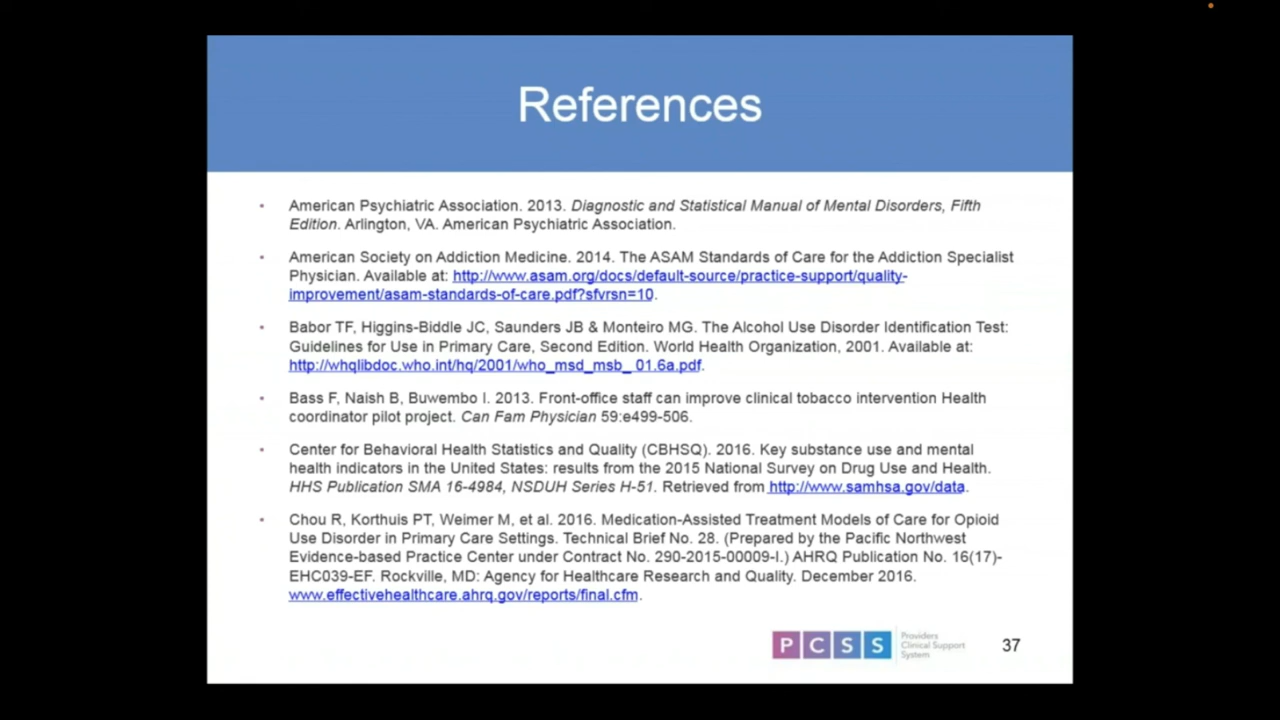 References
American Psychiatric Association. 2013. Diagnostic and Statistical Manual of Mental Disorders, Fifth
Edition. Arlington, VA. American Psychiatric Association.
American Society on Addiction Medicine. 2014. The ASAM Standards of Care for the Addiction Specialist
Physician. Available at: http://www.asam.org/docs/default-source/practice-support/quality-
improvement/asam-standards-of-care.pdf?sfvrsn=10.
Babor TF, Higgins-Biddle JC, Saunders JB & Monteiro MG. The Alcohol Use Disorder Identification Test:
Guidelines for Use in Primary Care, Second Edition. World Health Organization, 2001. Available at:
http://whqlibdoc.who.int/hq/2001/who_msd_msb_ 01.6a.pdf.
Bass F, Naish B, Buwembo I. 2013. Front-office staff can improve clinical tobacco intervention Health
coordinator pilot project. Can Fam Physician 59:e499-506.
Center for Behavioral Health Statistics and Quality (CBHSQ). 2016. Key substance use and mental
health indicators in the United States: results from the 2015 National Survey on Drug Use and Health.
HHS Publication SMA 16-4984, NSDUH Series H-51. Retrieved from http://www.samhsa.gov/data.
Chou R, Korthuis PT, Weimer M, et al. 2016. Medication-Assisted Treatment Models of Care for Opioid
Use Disorder in Primary Care Settings. Technical Brief No. 28. (Prepared by the Pacific Northwest
Evidence-based Practice Center under Contract No. 290-2015-00009-I.) AHRQ Publication No. 16(17)-
EHC039-EF. Rockville, MD: Agency for Healthcare Research and Quality. December 2016.
www.effectivehealthcare.ahrq.gov/reports/final.cfm.
PCSS
Providers
Clinical Support
System
37